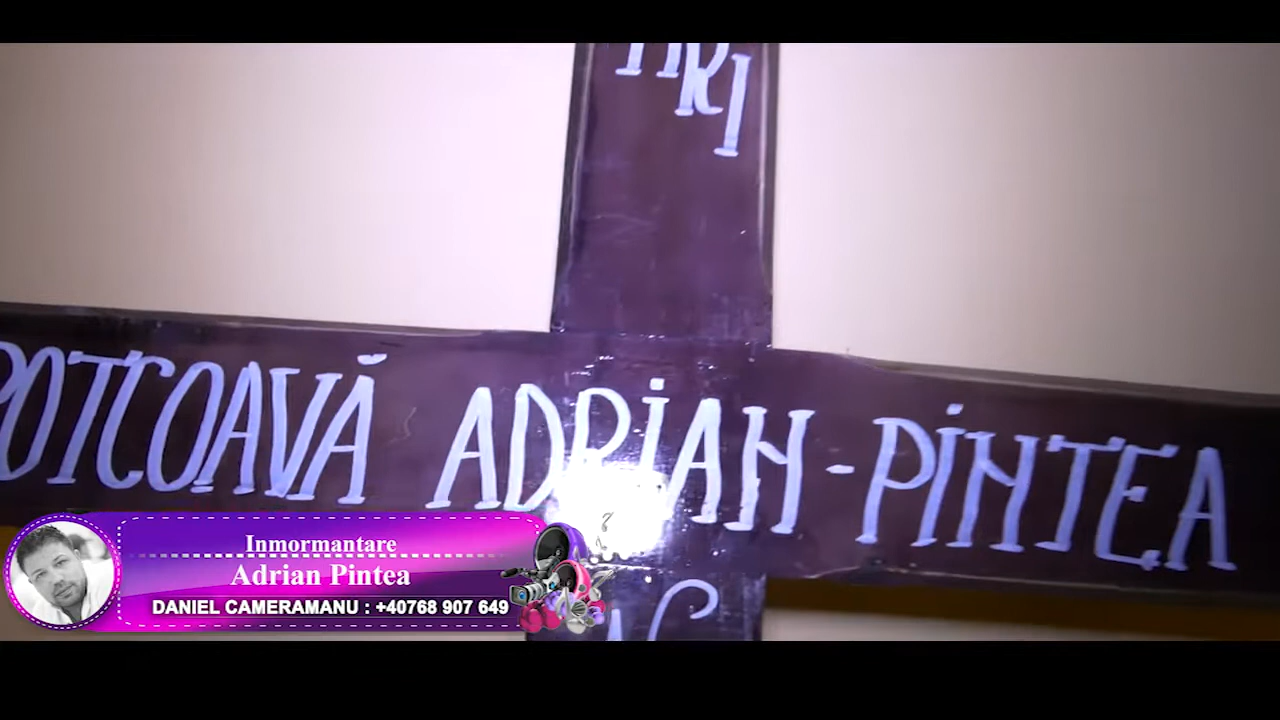 POTCOAVĂ ADRIAN-PINTEA
Inmormantare
Adrian Pintea
DANIEL CAMERAMANU : +40768 907 649